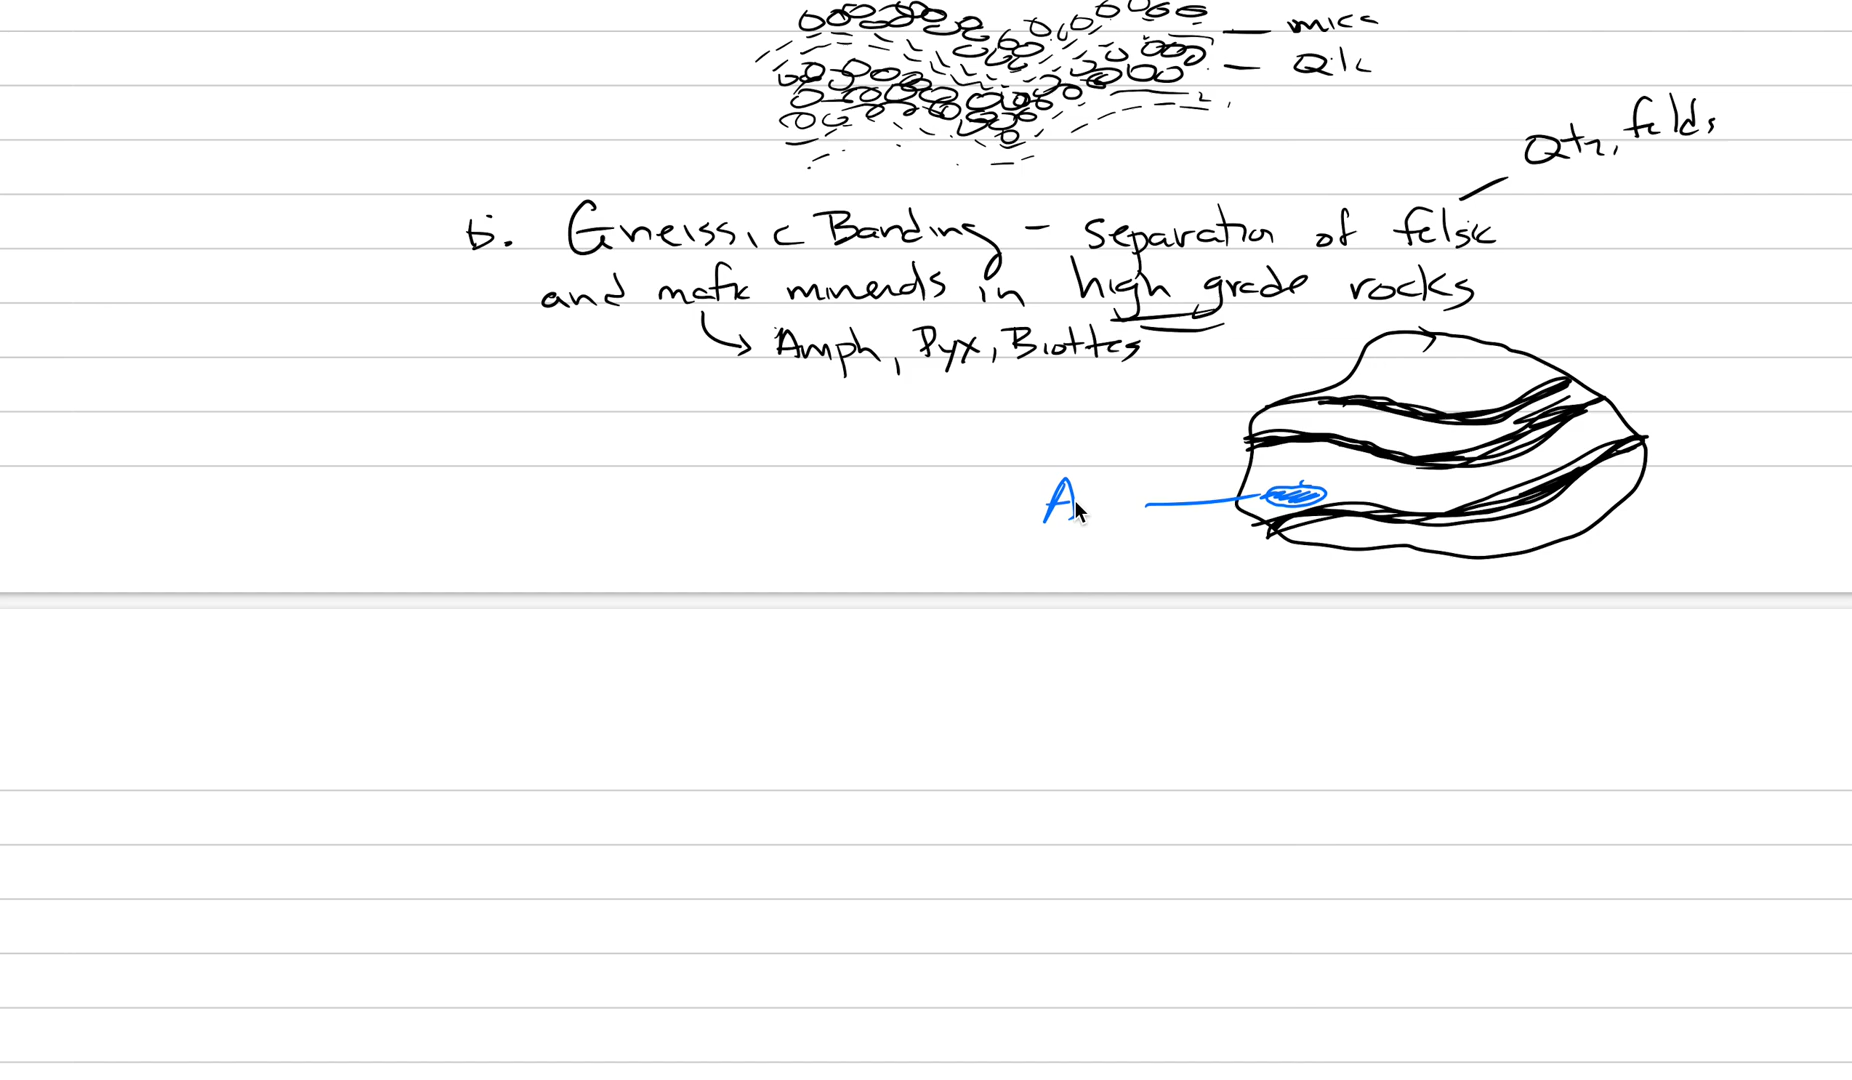 mica
Qtz
Qtz, felds
b. Gneissic Banding - separation of felsic
and mafic minerals in high grade rocks
Amph, Pyx, Biotites
A